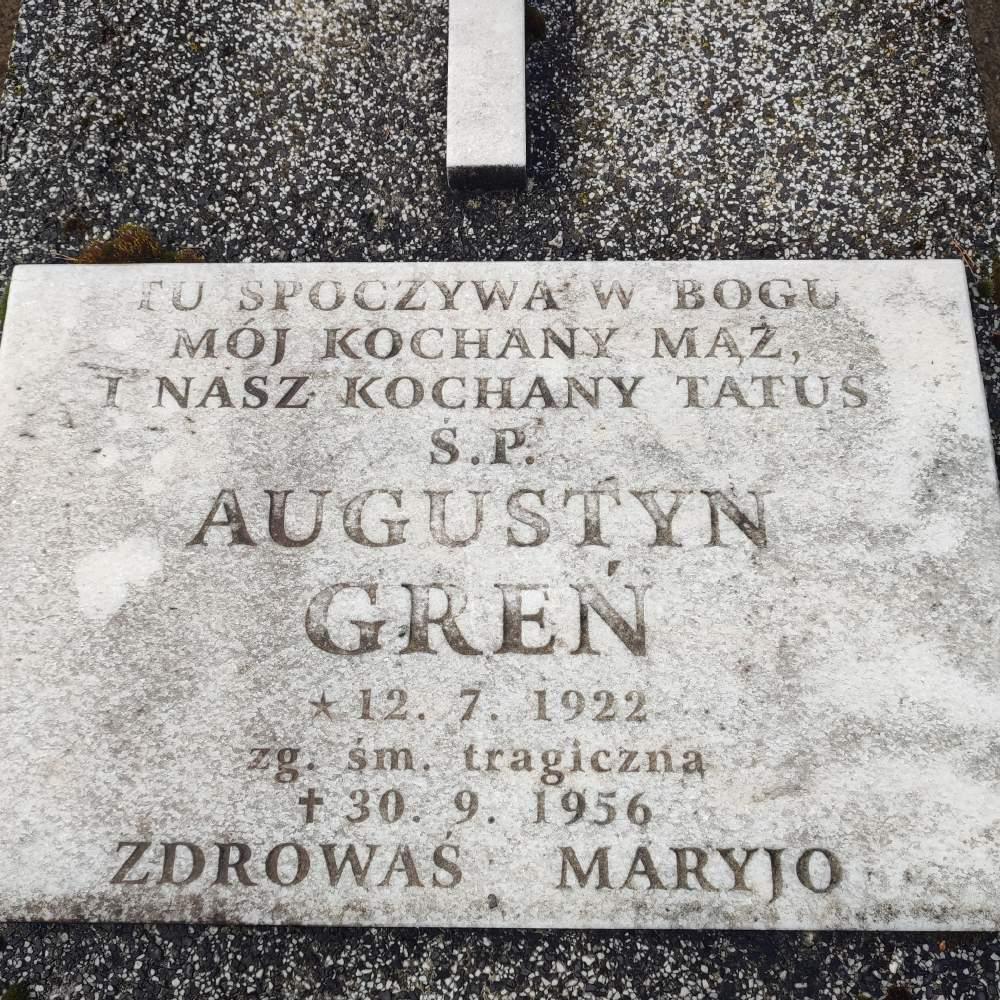 TU SPOCZYWA W BOGU
MÓJ KOCHANY MĄŻ,
I NASZ KOCHANY TATUS
Ś.P.
AUGUSTYN
GREŃ
★ 12. 7. 1922
zg. śm. tragiczną
✝ 30. 9. 1956
ZDROWAŚ MARYJO